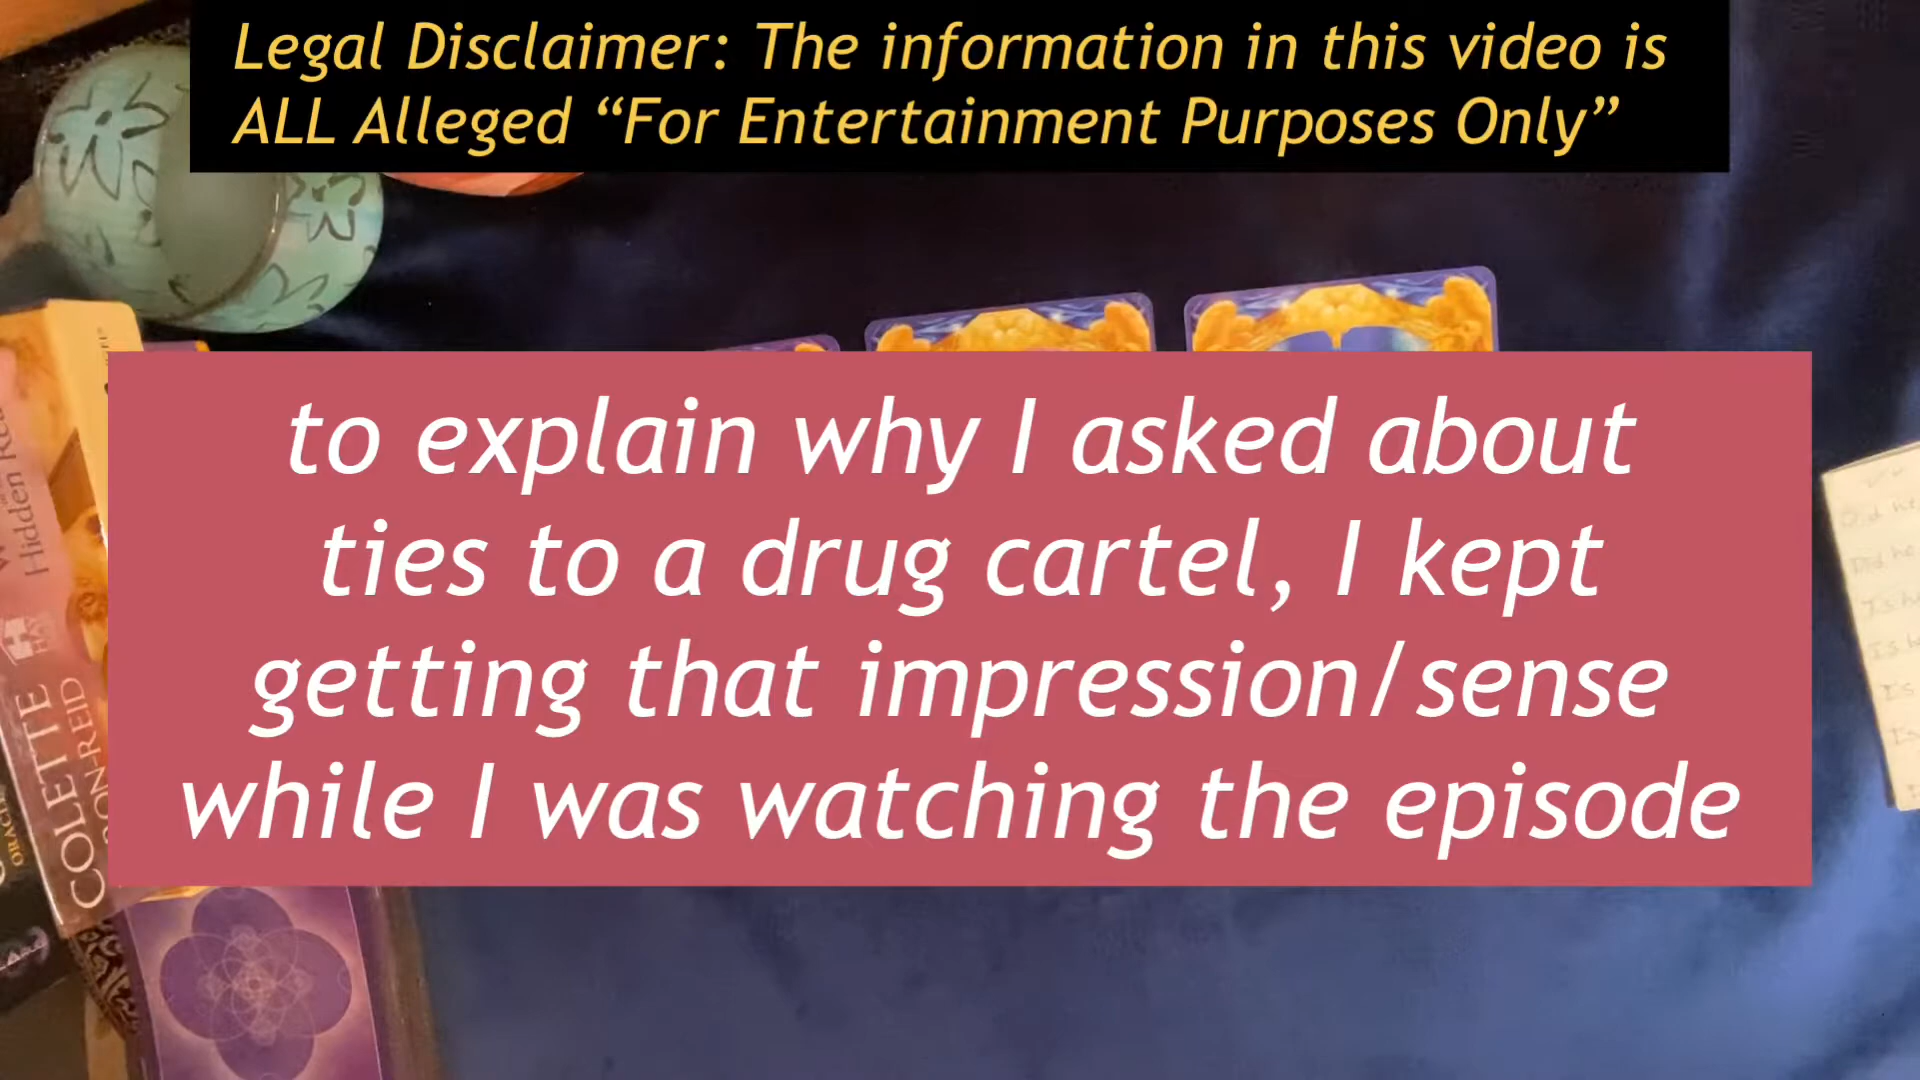 Legal Disclaimer: The information in this video is
ALL Alleged “For Entertainment Purposes Only”
to explain why I asked about
ties to a drug cartel, I kept
getting that impression/sense
while I was watching the episode
Hidden
COLETTE
BARON-REID